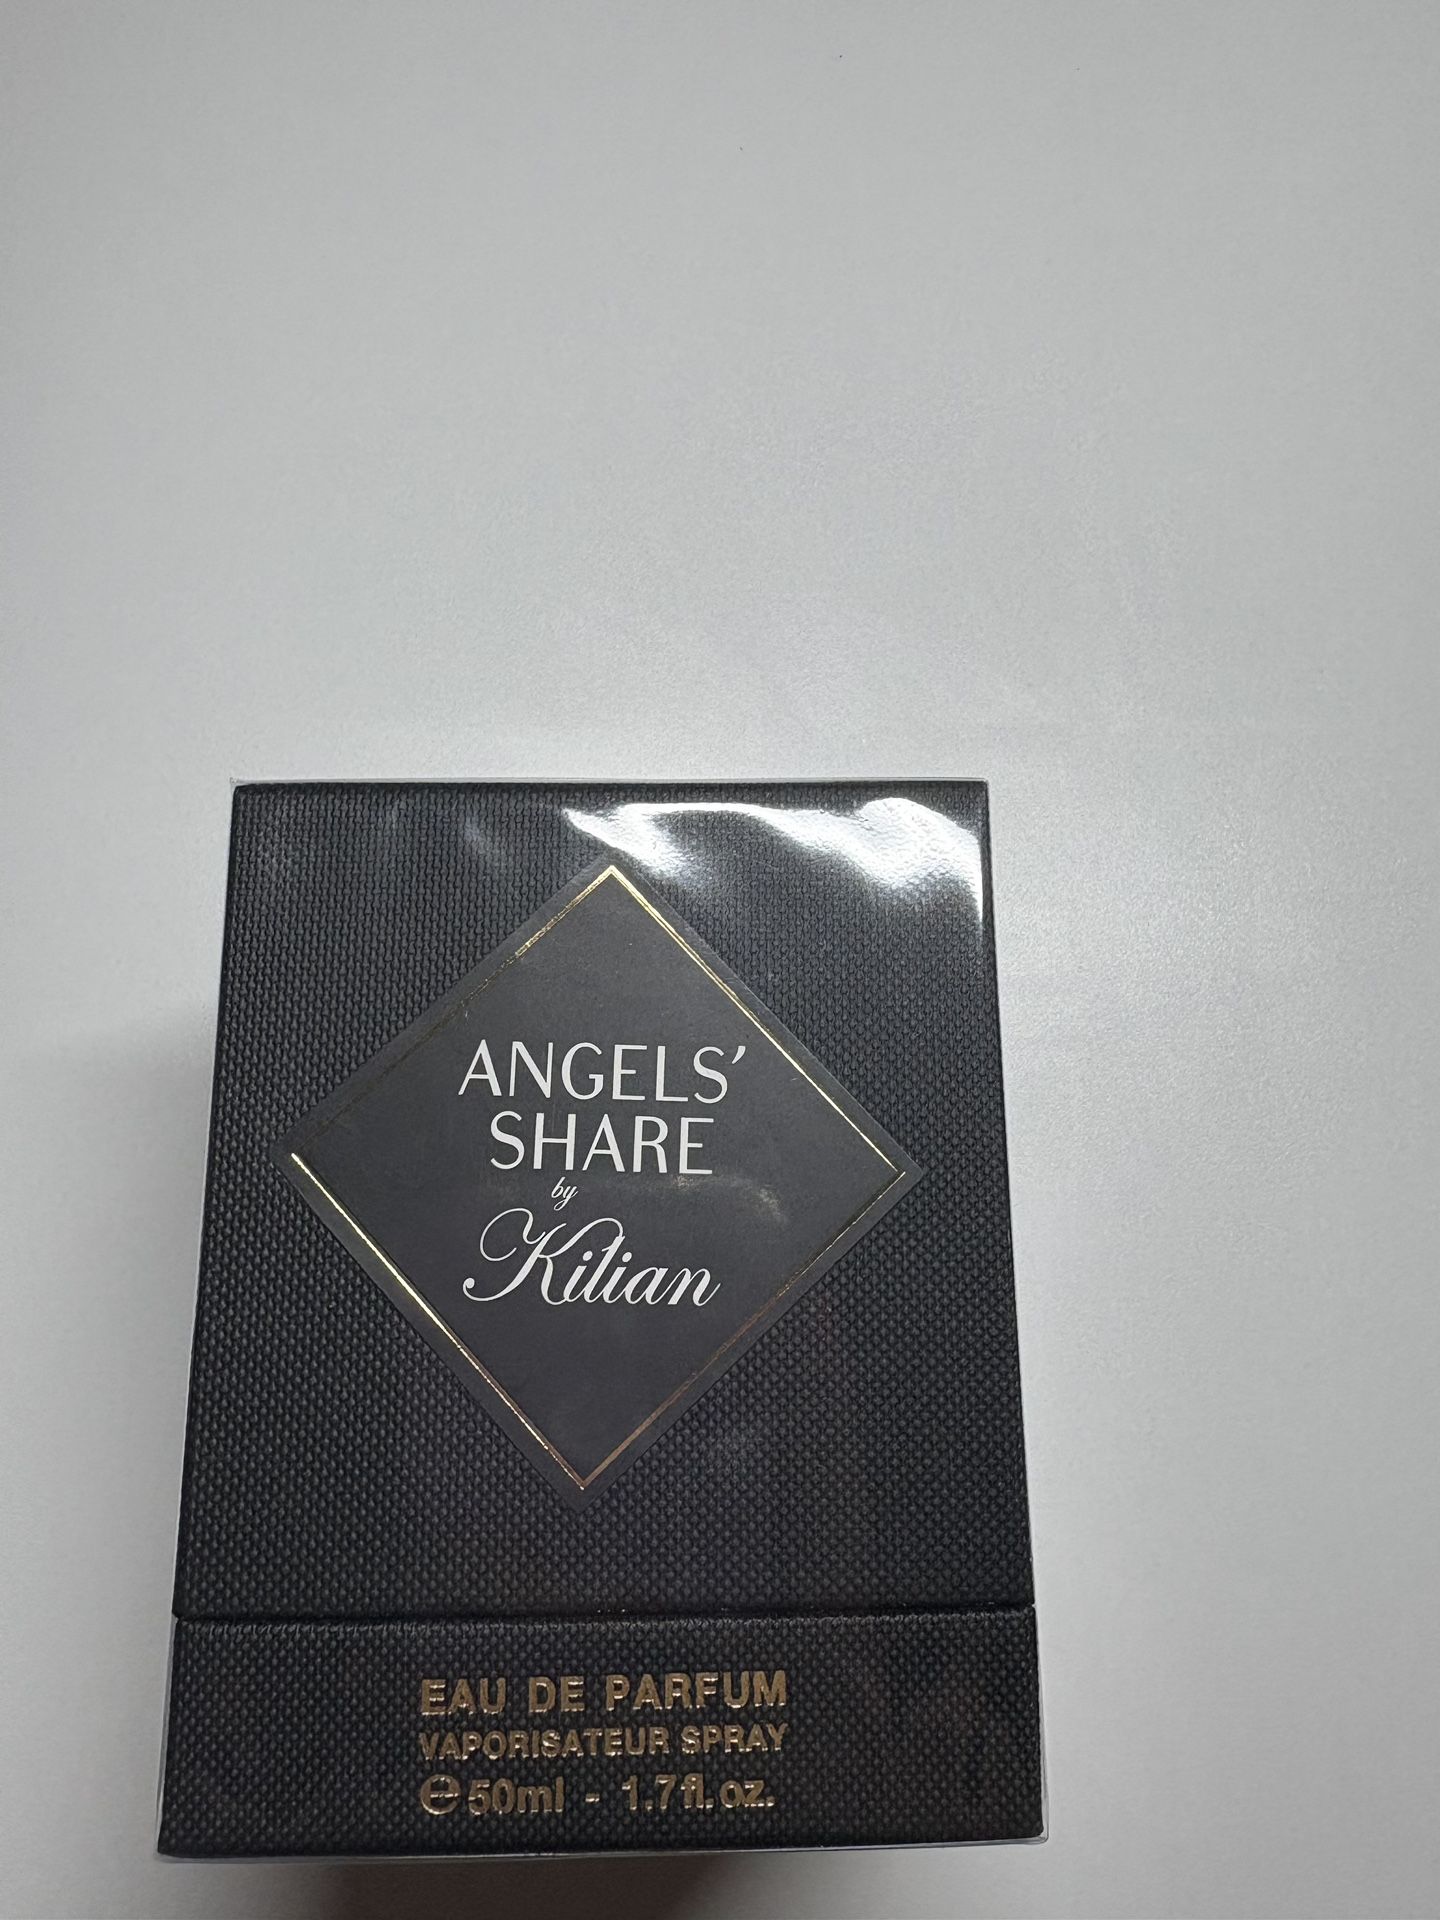 ANGELS'
SHARE
by
Kilian
EAU DE PARFUM
VAPORISATEUR SPRAY
℮ 50ml - 1.7 fl. oz.